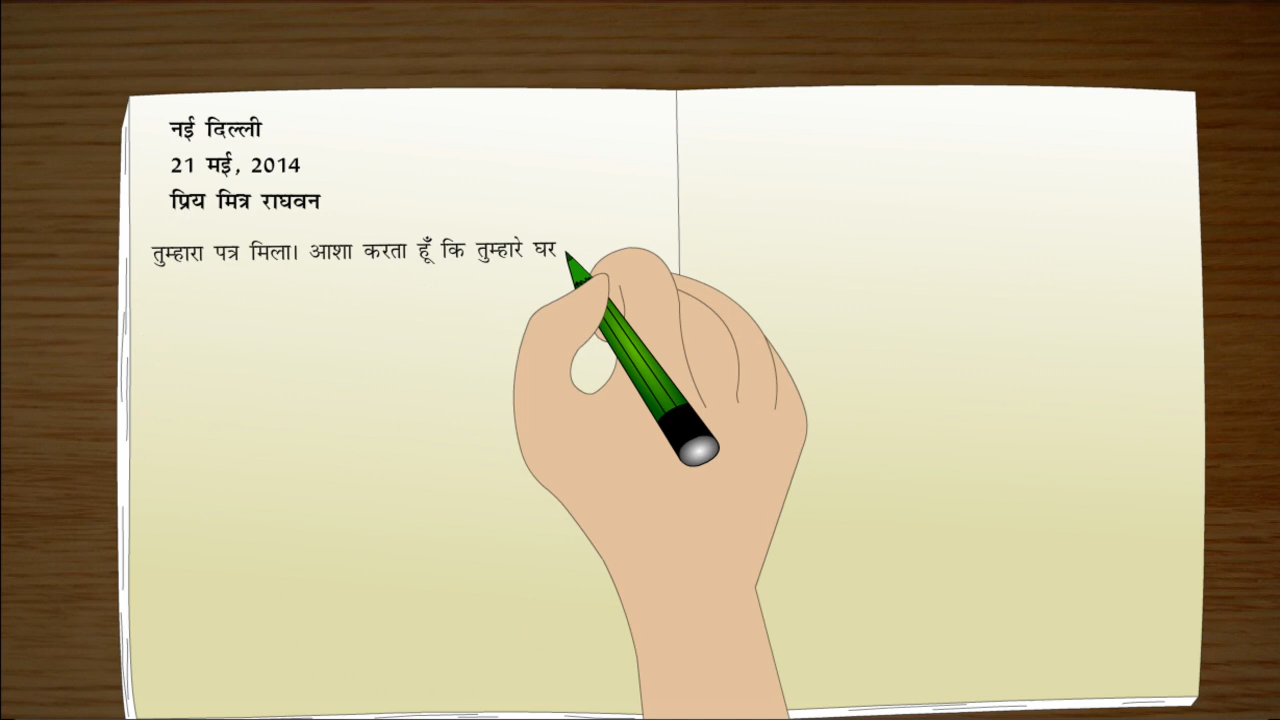 नई दिल्ली
21 मई, 2014
प्रिय मित्र राघवन
तुम्हारा पत्र मिला। आशा करता हूँ कि तुम्हारे घर